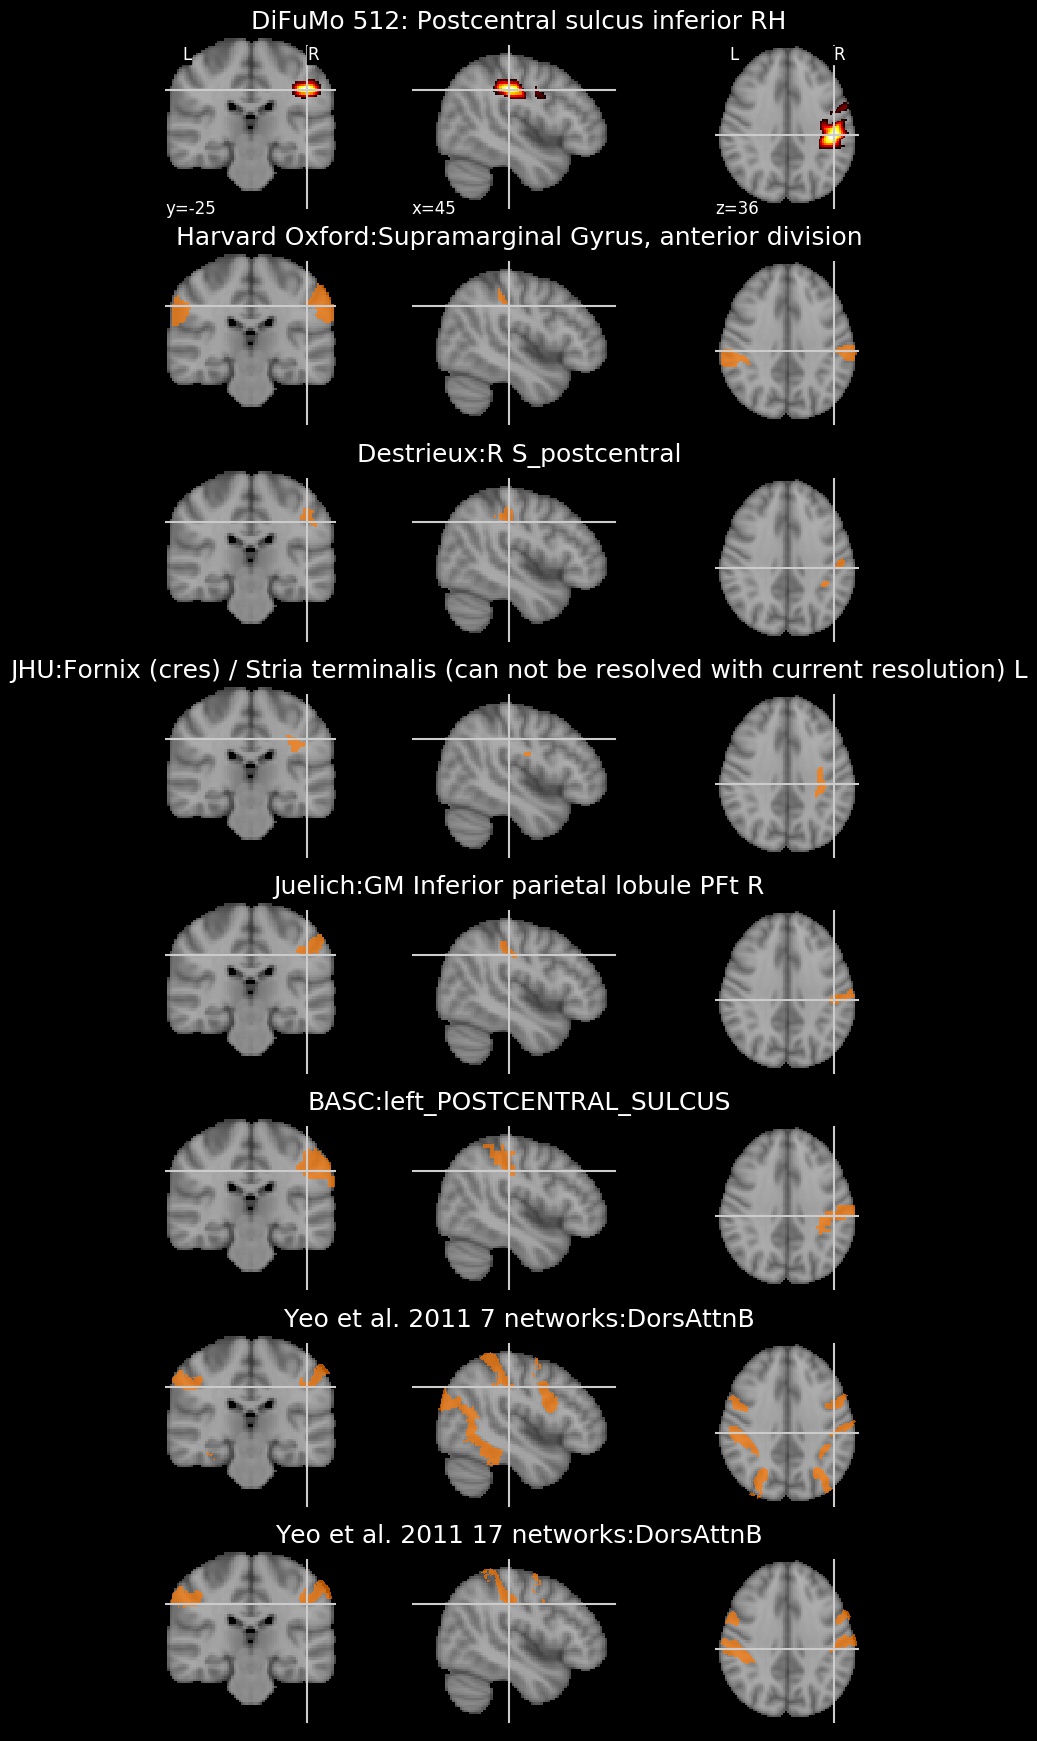 DiFuMo 512: Postcentral sulcus inferior RH
L R L R
y=-25 x=45 z=36
Harvard Oxford:Supramarginal Gyrus, anterior division
Destrieux:R S_postcentral
JHU:Fornix (cres) / Stria terminalis (can not be resolved with current resolution) L
Juelich:GM Inferior parietal lobule PFt R
BASC:left_POSTCENTRAL_SULCUS
Yeo et al. 2011 7 networks:DorsAttnB
Yeo et al. 2011 17 networks:DorsAttnB